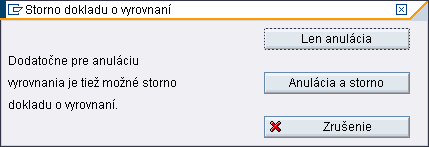 Storno dokladu o vyrovnaní
Len anulácia
Dodatočne pre anuláciu
vyrovnania je tiež možné storno
Anulácia a storno
dokladu o vyrovnaní.
Zrušenie